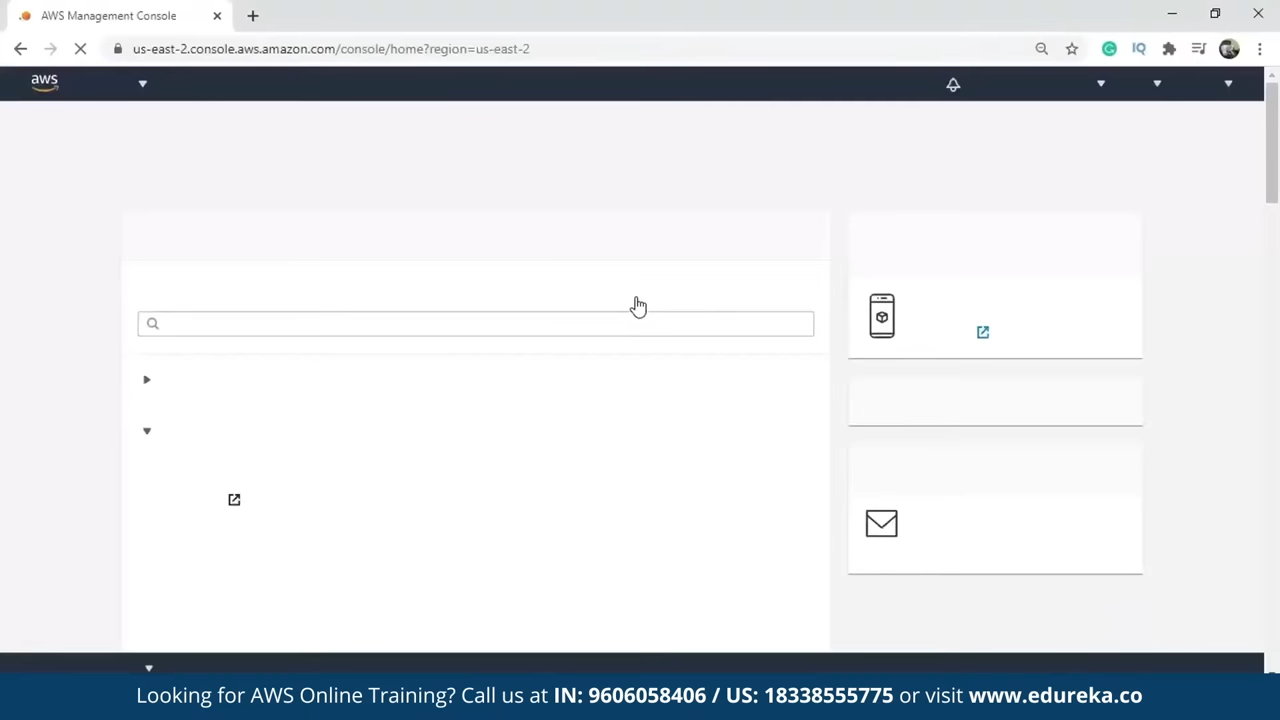 AWS Management Console
us-east-2.console.aws.amazon.com/console/home?region=us-east-2
IQ
aws
Looking for AWS Online Training? Call us at IN: 9606058406 / US: 18338555775 or visit www.edureka.co